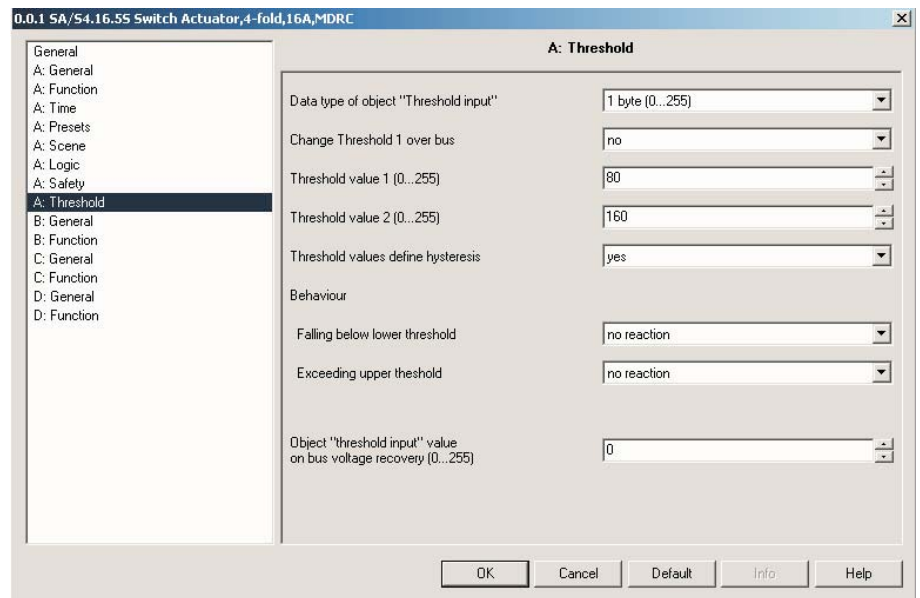 0.0.1 SA/S4.16.5S Switch Actuator,4-fold,16A,MDRC
General
A: General
A: Function
A: Time
A: Presets
A: Scene
A: Logic
A: Safety
A: Threshold
B: General
B: Function
C: General
C: Function
D: General
D: Function
A: Threshold
Data type of object "Threshold input"
1 byte (0...255)
Change Threshold 1 over bus
no
Threshold value 1 (0...255)
80
Threshold value 2 (0...255)
160
Threshold values define hysteresis
yes
Behaviour
Falling below lower threshold
no reaction
Exceeding upper theshold
no reaction
Object "threshold input" value
on bus voltage recovery (0...255)
0
OK
Cancel
Default
Info
Help